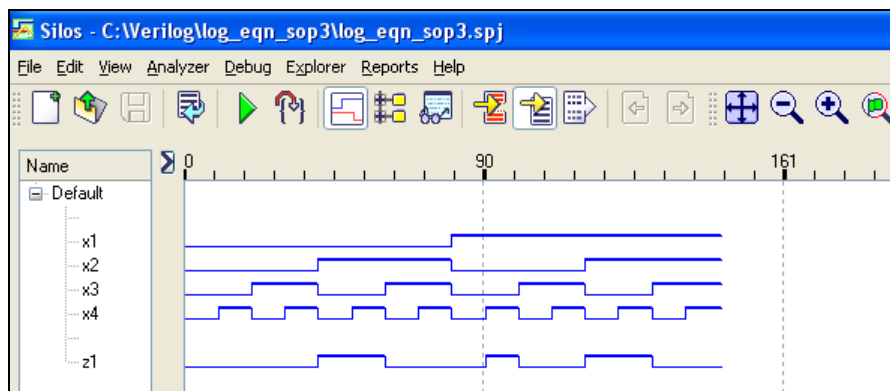 Silos - C:\Verilog\log_eqn_sop3\log_eqn_sop3.spj
File Edit View Analyzer Debug Explorer Reports Help
Name
0 90 161
Default
x1
x2
x3
x4
z1